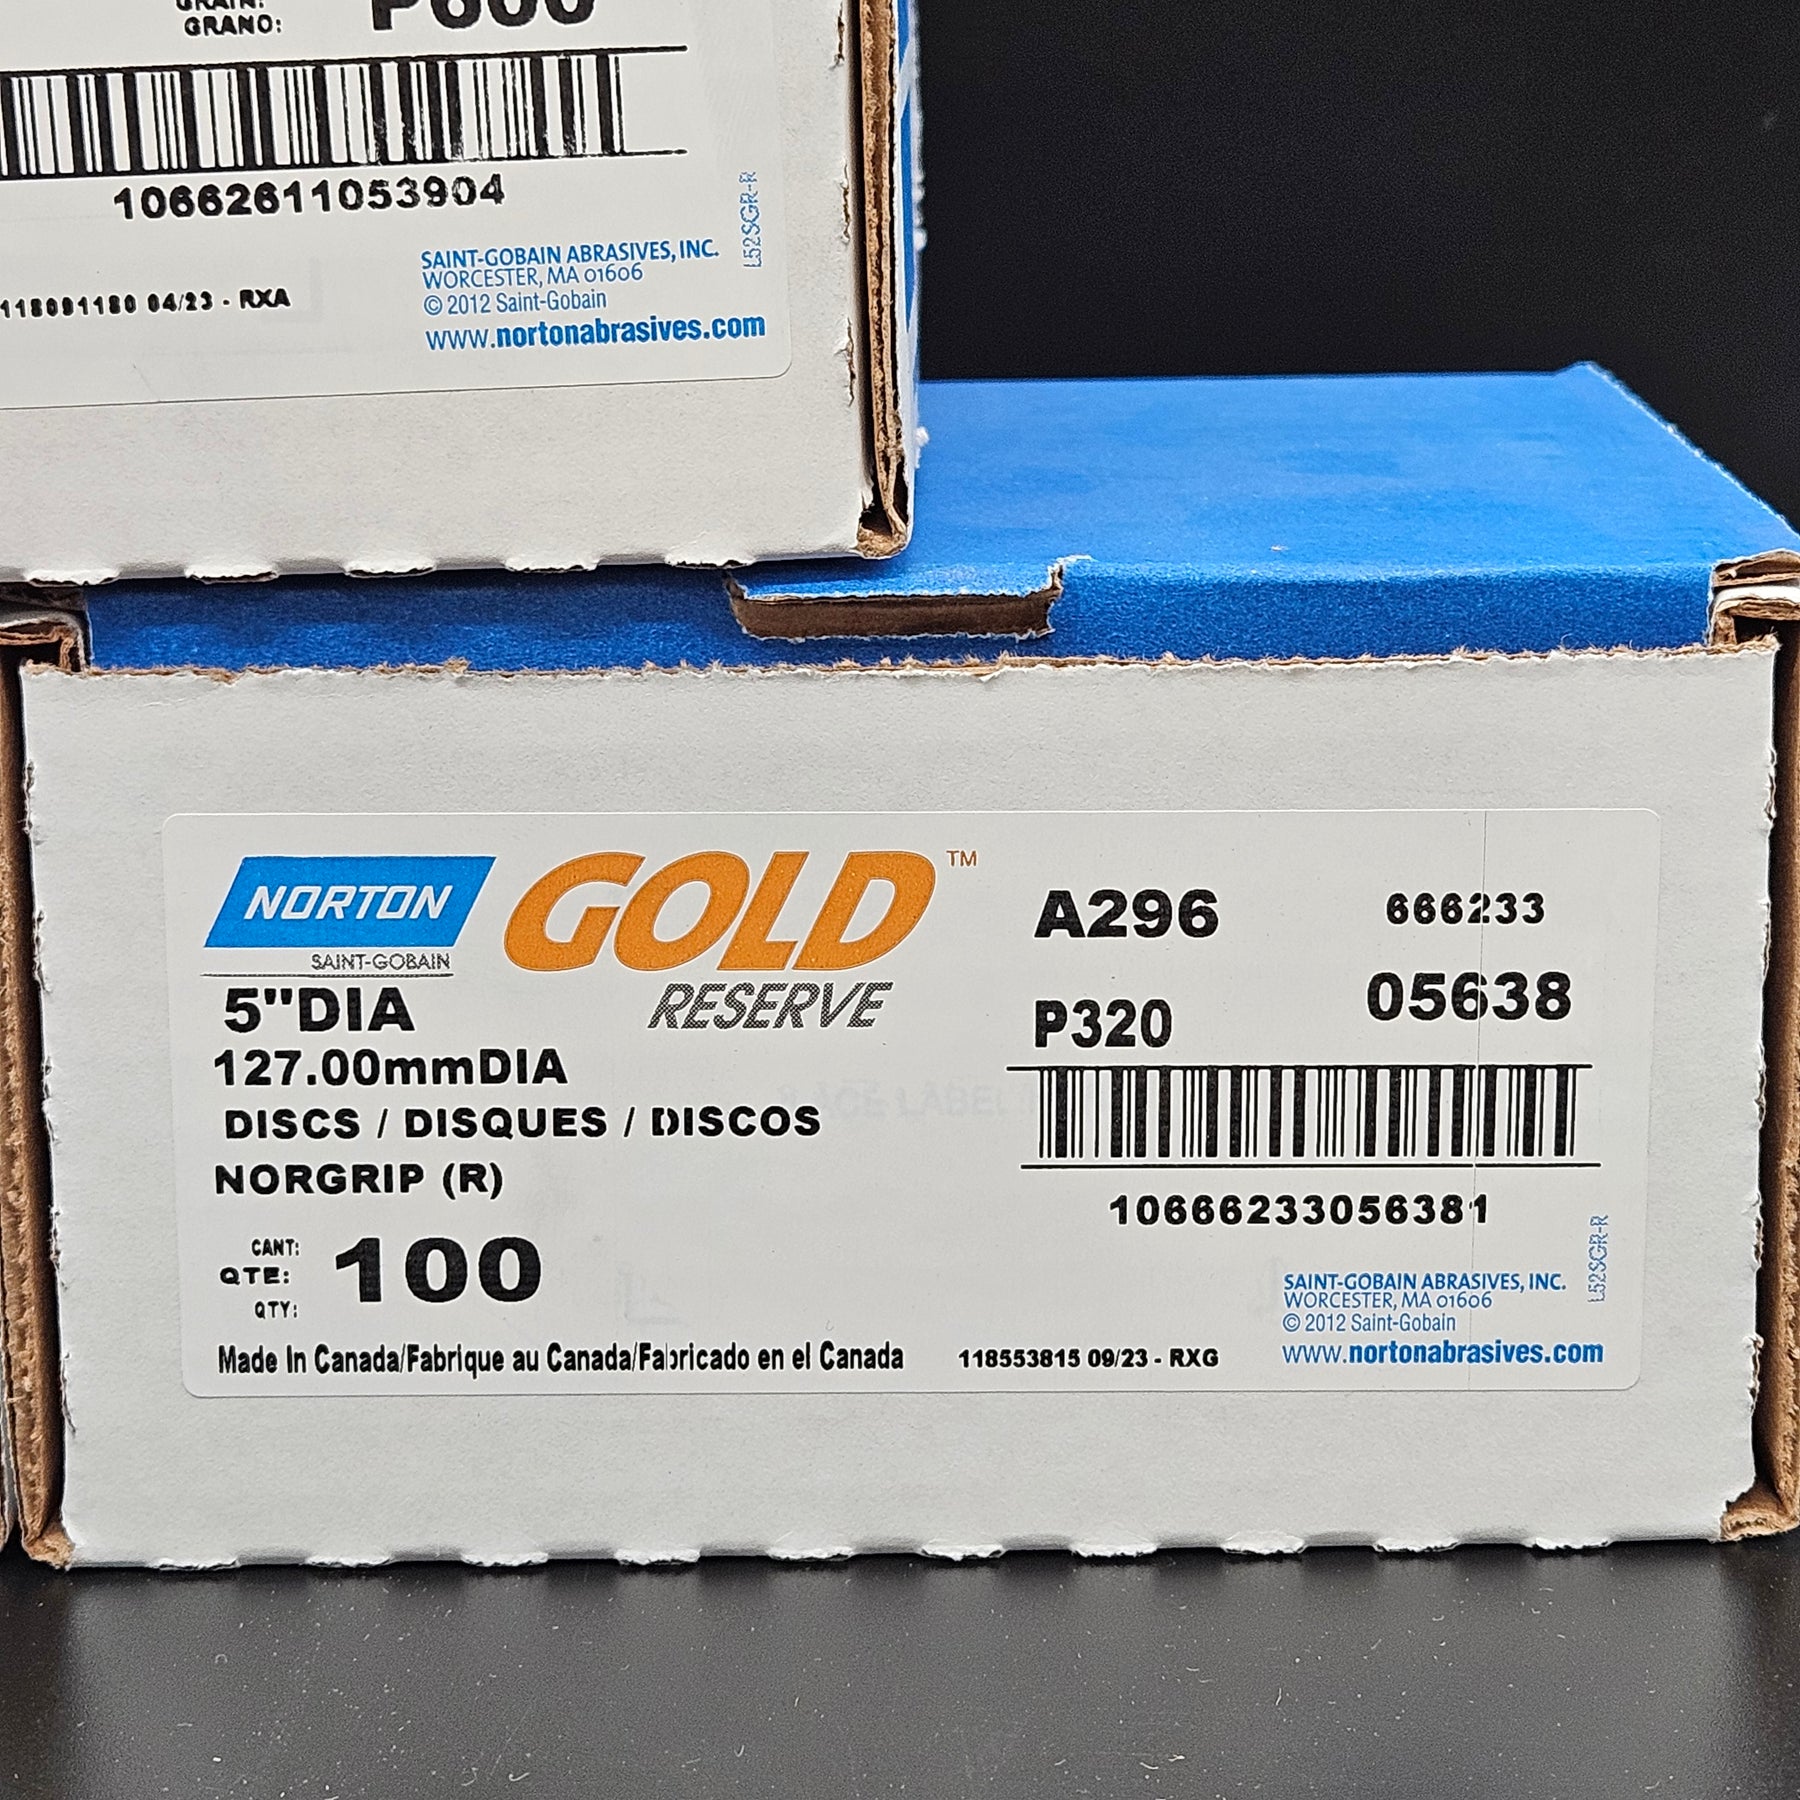 GRANO:
10662611053904
L52SGR-R
SAINT-GOBAIN ABRASIVES, INC.
WORCESTER, MA 01606
© 2012 Saint-Gobain
118091180 04/23 - RXA
www.nortonabrasives.com
NORTON
SAINT-GOBAIN
GOLD™
RESERVE
5"DIA
127.00mmDIA
DISCS / DISQUES / DISCOS
NORGRIP (R)
CANT:
QTE: 100
QTY:
Made In Canada/Fabrique au Canada/Fabricado en el Canada
A296 666233
P320 05638
10666233056381
118553815 09/23 - RXG
SAINT-GOBAIN ABRASIVES, INC.
WORCESTER, MA 01606
© 2012 Saint-Gobain
www.nortonabrasives.com
L52SGR-R